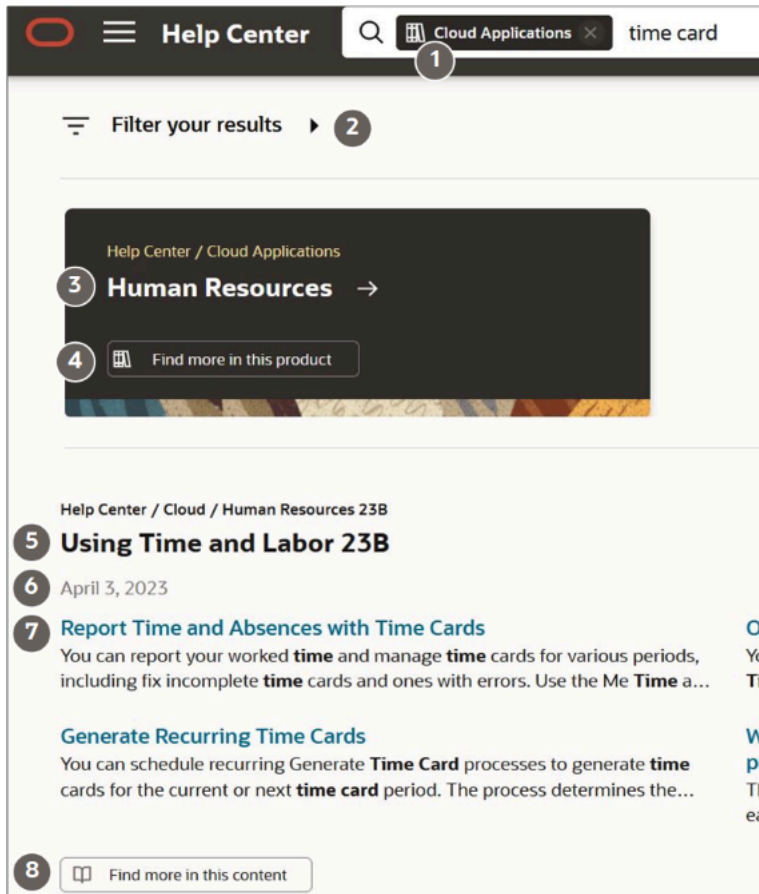 Help Center
Cloud Applications × time card
1
Filter your results
2
Help Center / Cloud Applications
3
Human Resources →
4
Find more in this product
Help Center / Cloud / Human Resources 23B
5
Using Time and Labor 23B
6
April 3, 2023
7
Report Time and Absences with Time Cards
You can report your worked time and manage time cards for various periods,
including fix incomplete time cards and ones with errors. Use the Me Time a...
Generate Recurring Time Cards
You can schedule recurring Generate Time Card processes to generate time
cards for the current or next time card period. The process determines the...
8
Find more in this content